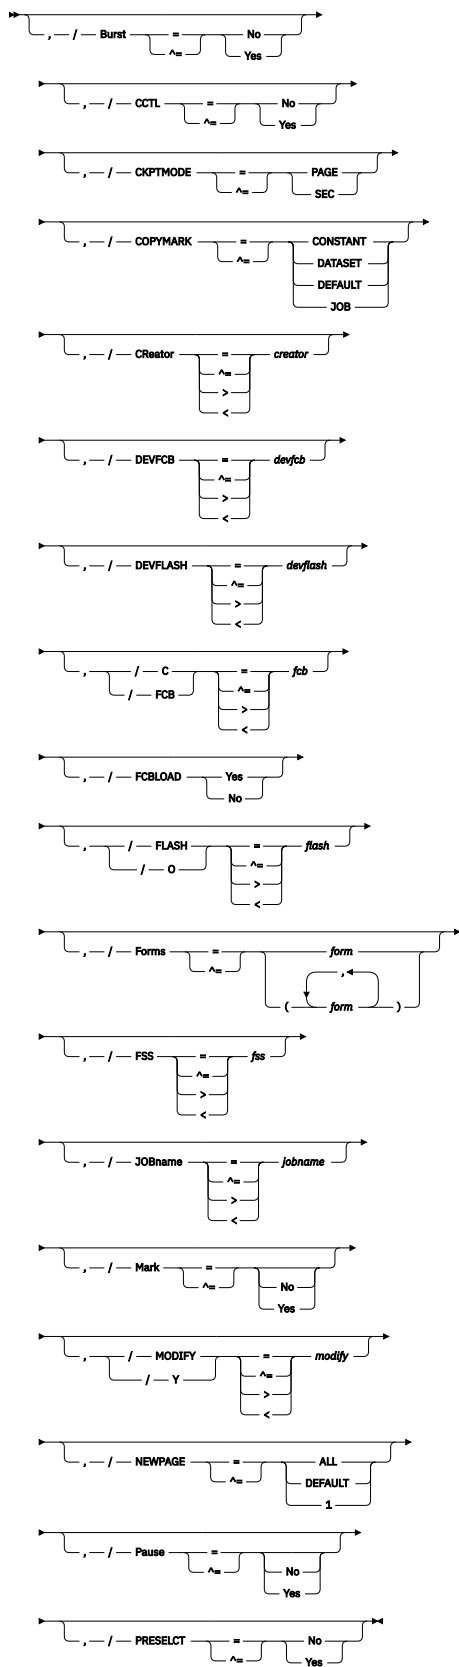 , / Burst = No
^= Yes
, / CCTL = No
^= Yes
, / CKPTMODE = PAGE
^= SEC
, / COPYMARK = CONSTANT
^= DATASET
DEFAULT
JOB
, / CReator = creator
^=
>
<
, / DEVFCB = devfcb
^=
>
<
, / DEVFLASH = devflash
^=
>
<
, / C = fcb
/ FCB ^=
>
<
, / FCBLOAD Yes
No
, / FLASH = flash
/ O ^=
>
<
, / Forms = form
^= ,
( form )
, / FSS = fss
^=
>
<
, / JOBname = jobname
^=
>
<
, / Mark =
^= No
Yes
, / MODIFY = modify
/ Y ^=
>
<
, / NEWPAGE = ALL
^= DEFAULT
1
, / Pause =
^= No
Yes
, / PRESELCT = No
^= Yes